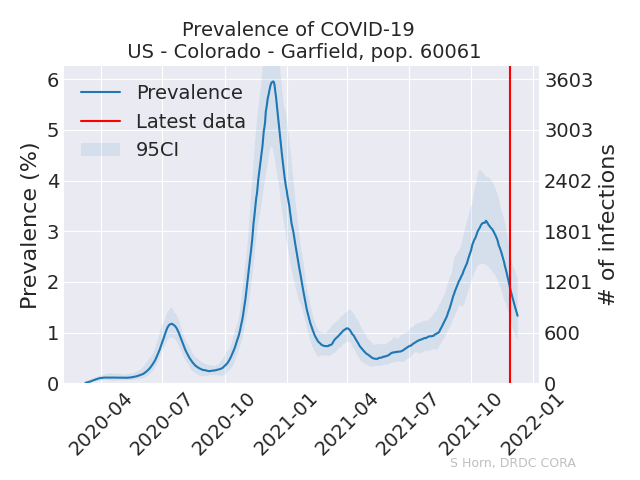 Prevalence of COVID-19
US - Colorado - Garfield, pop. 60061
Prevalence
Latest data
95CI
Prevalence (%)
6
5
4
3
2
1
0
3603
3003
2402
1801
1201
600
0
# of infections
2020-04
2020-07
2020-10
2021-01
2021-04
2021-07
2021-10
2022-01
S Horn, DRDC CORA